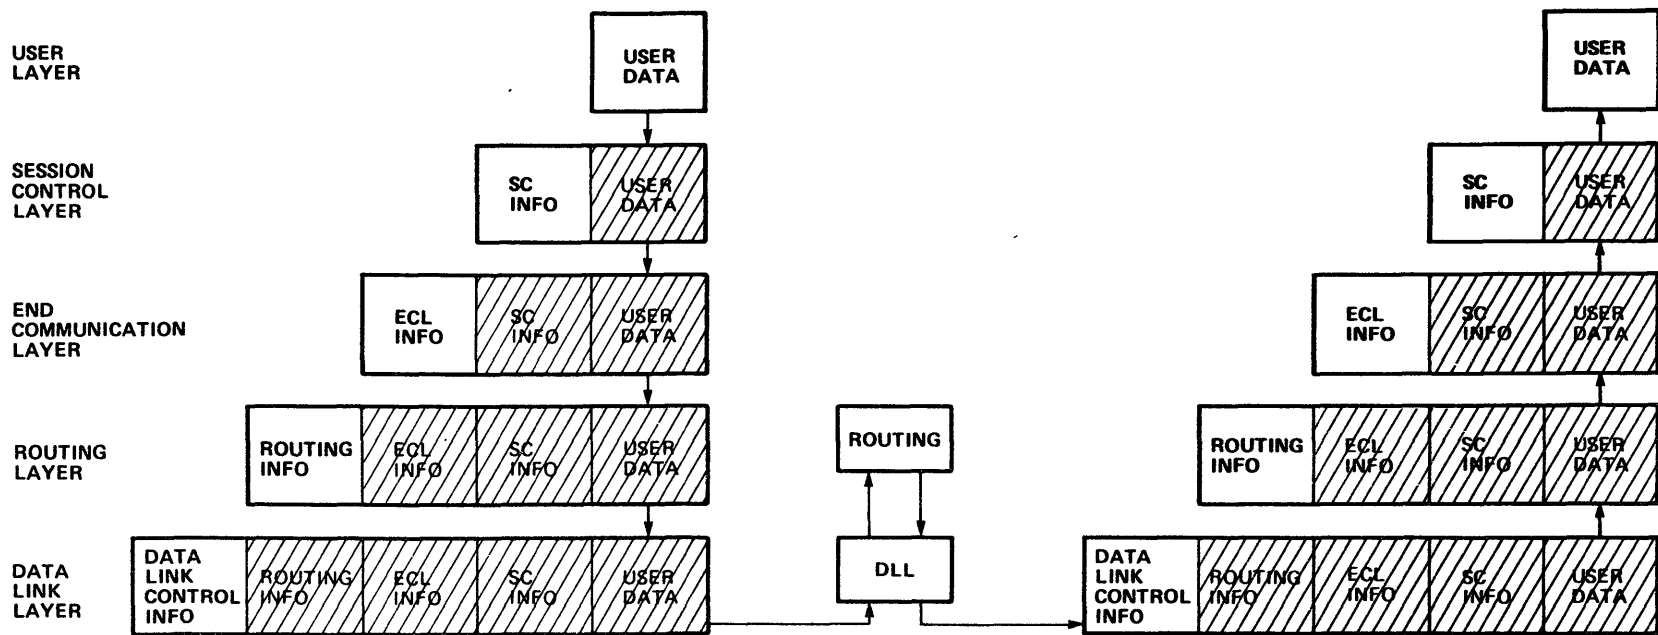 USER
LAYER
USER
DATA
USER
DATA
SESSION
CONTROL
LAYER
SC
INFO
USER
DATA
SC
INFO
USER
DATA
END
COMMUNICATION
LAYER
ECL
INFO
SC
INFO
USER
DATA
ECL
INFO
SC
INFO
USER
DATA
ROUTING
LAYER
ROUTING
INFO
ECL
INFO
SC
INFO
USER
DATA
ROUTING
ROUTING
INFO
ECL
INFO
SC
INFO
USER
DATA
DATA
LINK
LAYER
DATA
LINK
CONTROL
INFO
ROUTING
INFO
ECL
INFO
SC
INFO
USER
DATA
DLL
DATA
LINK
CONTROL
INFO
ROUTING
INFO
ECL
INFO
SC
INFO
USER
DATA